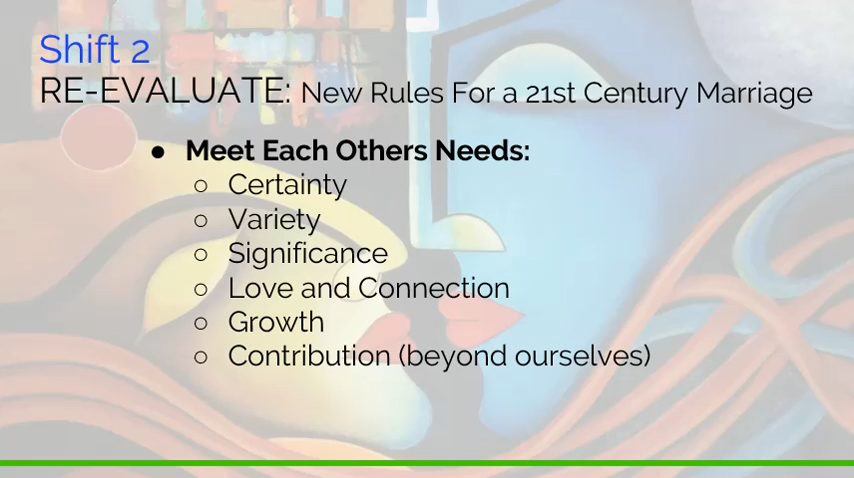 Shift 2
RE-EVALUATE: New Rules For a 21st Century Marriage
● Meet Each Others Needs:
○ Certainty
○ Variety
○ Significance
○ Love and Connection
○ Growth
○ Contribution (beyond ourselves)